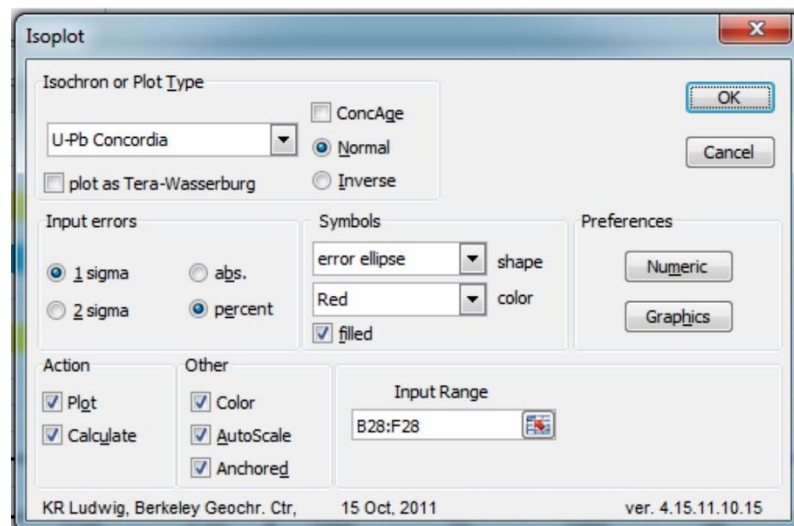 Isoplot
Isochron or Plot Type
U-Pb Concordia
plot as Tera-Wasserburg
ConcAge
Normal
Inverse
OK
Cancel
Input errors
1 sigma
abs.
2 sigma
percent
Symbols
error ellipse
shape
Red
color
filled
Preferences
Numeric
Graphics
Action
Plot
Calculate
Other
Color
AutoScale
Anchored
Input Range
B28:F28
KR Ludwig, Berkeley Geochr. Ctr, 15 Oct, 2011 ver. 4.15.11.10.15